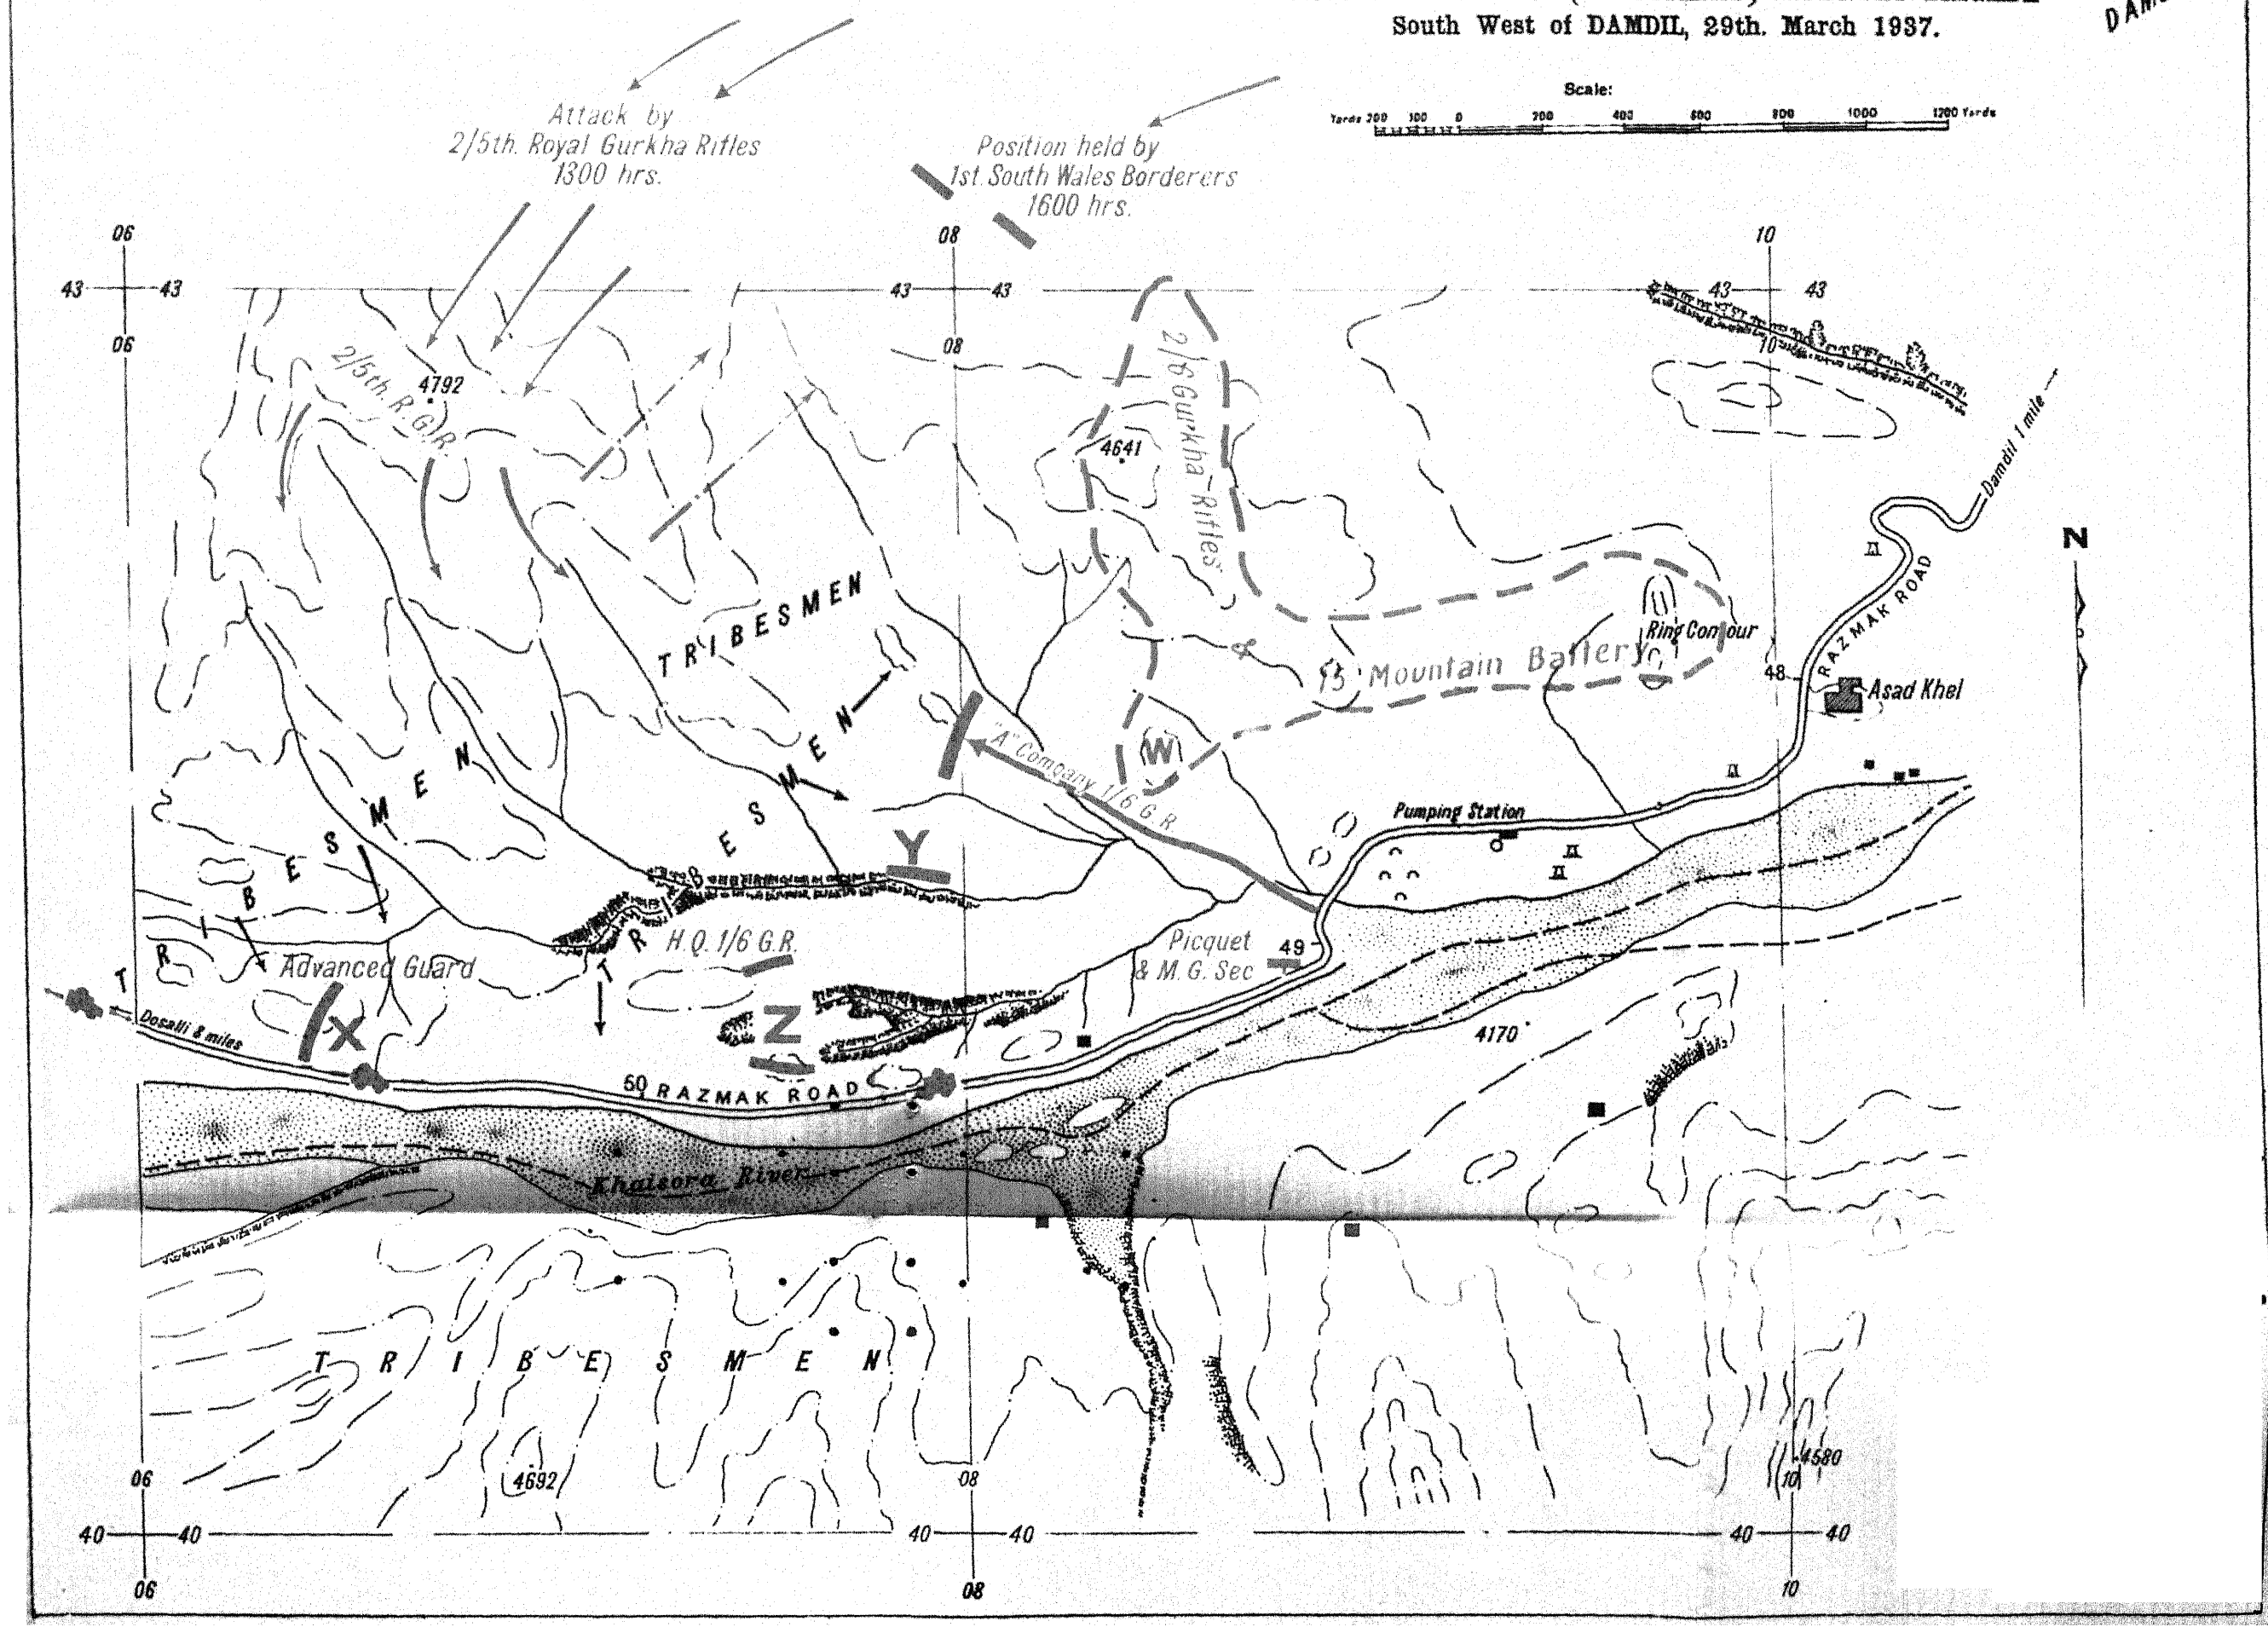 South West of DAMDIL, 29th. March 1937.
Scale:
Yards 200 100 0 200 400 600 800 1000 1200 Yards
Attack by
2/5th. Royal Gurkha Rifles
1300 hrs.
Position held by
1st. South Wales Borderers
1600 hrs.
06 08 10
43 43 43 43 43 43
06 08 10
2/5th. R.G.R.
4792
4641
2/6 Gurkha Rifles
Damdil 1 mile
N
TRIBESMEN
&
15 Mountain Battery
Ring Contour
RAZMAK ROAD
48
Asad Khel
W
"A" Company 1/6 G.R.
Pumping Station
Y
TRIBESMEN
TRIBESMEN
H.Q. 1/6 G.R.
Picquet
& M.G. Sec
49
Advanced Guard
X
Z
Dosalli 8 miles
50 RAZMAK ROAD
4170
Khaisora River
TRIBESMEN
4692
4580
06 08 10
40 40 40 40 40 40
06 08 10